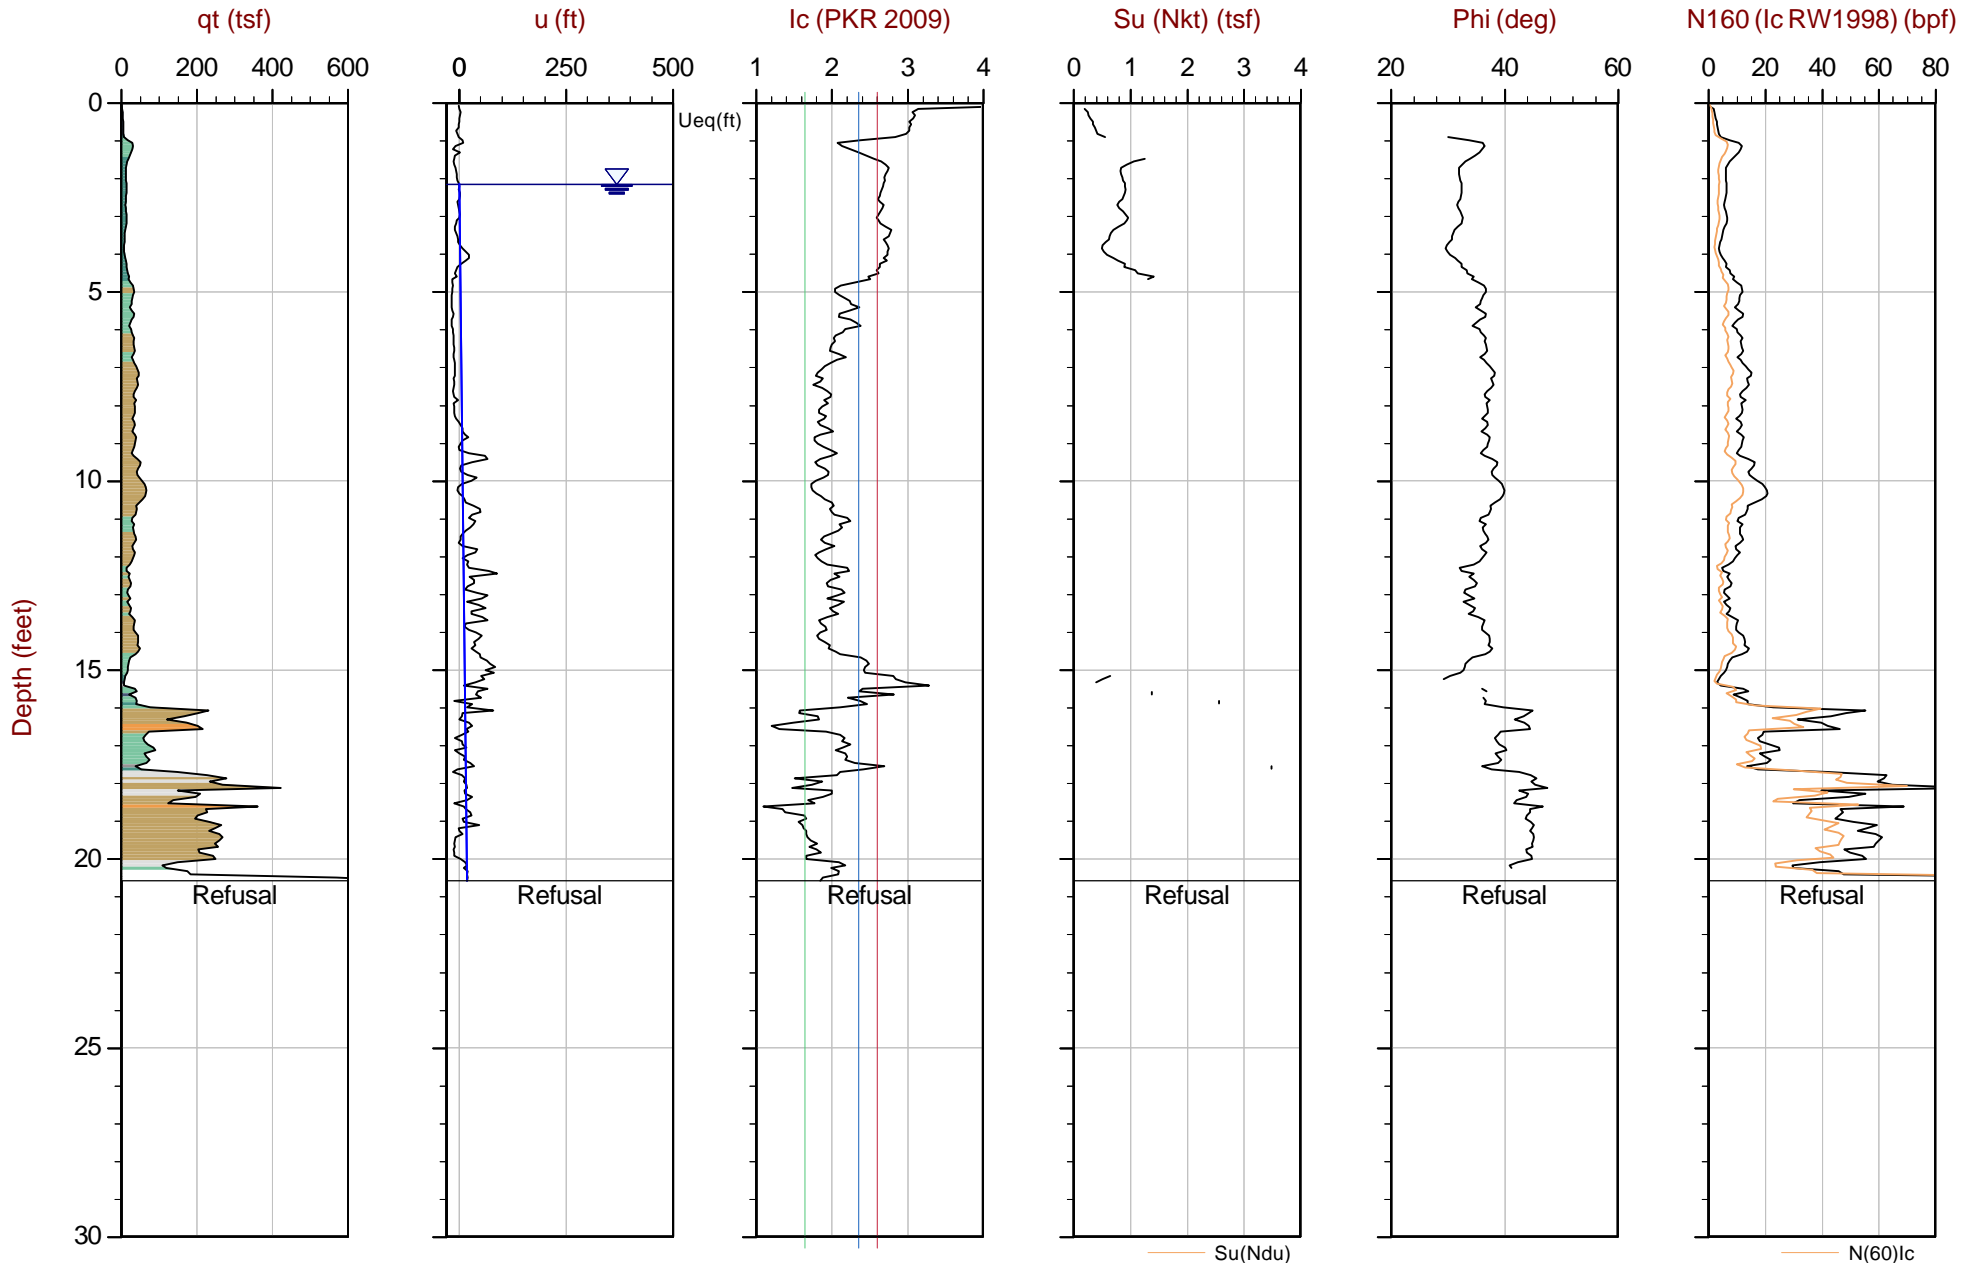 qt (tsf) u (ft) Ic (PKR 2009) Su (Nkt) (tsf) Phi (deg) N160 (Ic RW1998) (bpf)
0 200 400 600 0 250 500 1 2 3 4 0 1 2 3 4 20 40 60 0 20 40 60 80
0
Ueq(ft)
5
10
15
20
Refusal Refusal Refusal Refusal Refusal Refusal
25
30
Depth (feet)
Su(Ndu) N(60)Ic